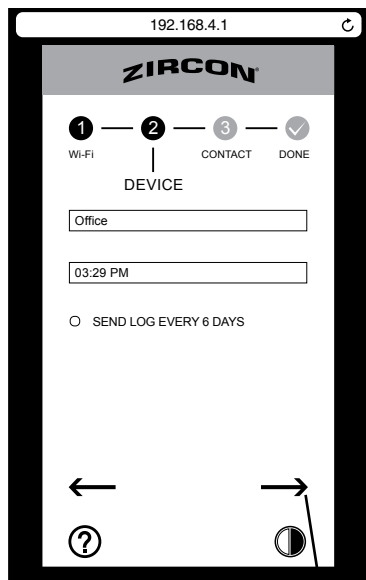 192.168.4.1
ZIRCON
1 2 3
Wi-Fi CONTACT DONE
DEVICE
Office
03:29 PM
SEND LOG EVERY 6 DAYS
?